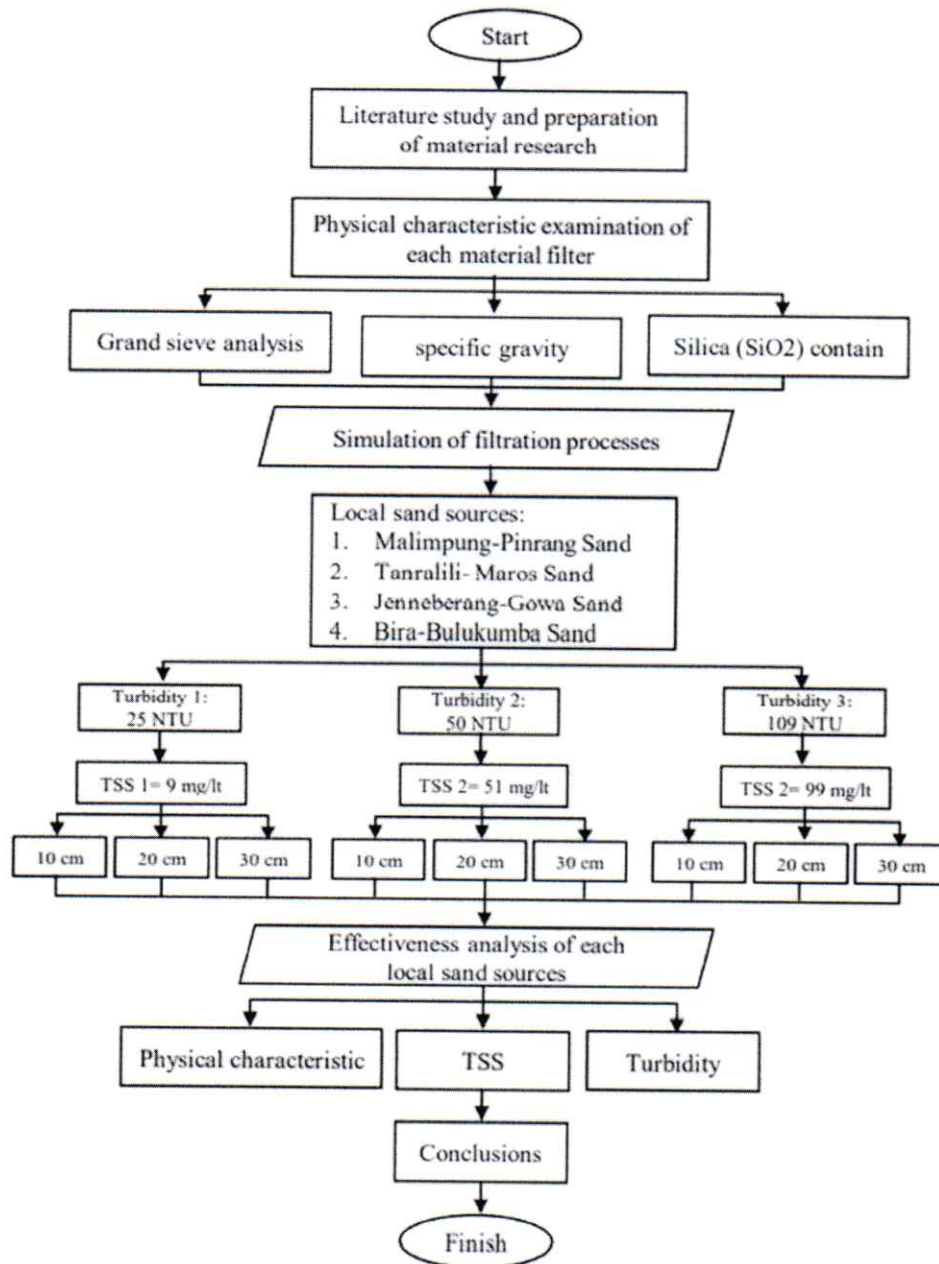 Start
Literature study and preparation
of material research
Physical characteristic examination of
each material filter
Grand sieve analysis
specific gravity
Silica (SiO2) contain
Simulation of filtration processes
Local sand sources:
1. Malimpung-Pinrang Sand
2. Tanralili- Maros Sand
3. Jenneberang-Gowa Sand
4. Bira-Bulukumba Sand
Turbidity 1:
25 NTU
Turbidity 2:
50 NTU
Turbidity 3:
109 NTU
TSS 1= 9 mg/lt
TSS 2= 51 mg/lt
TSS 2= 99 mg/lt
10 cm
20 cm
30 cm
10 cm
20 cm
30 cm
10 cm
20 cm
30 cm
Effectiveness analysis of each
local sand sources
Physical characteristic
TSS
Turbidity
Conclusions
Finish